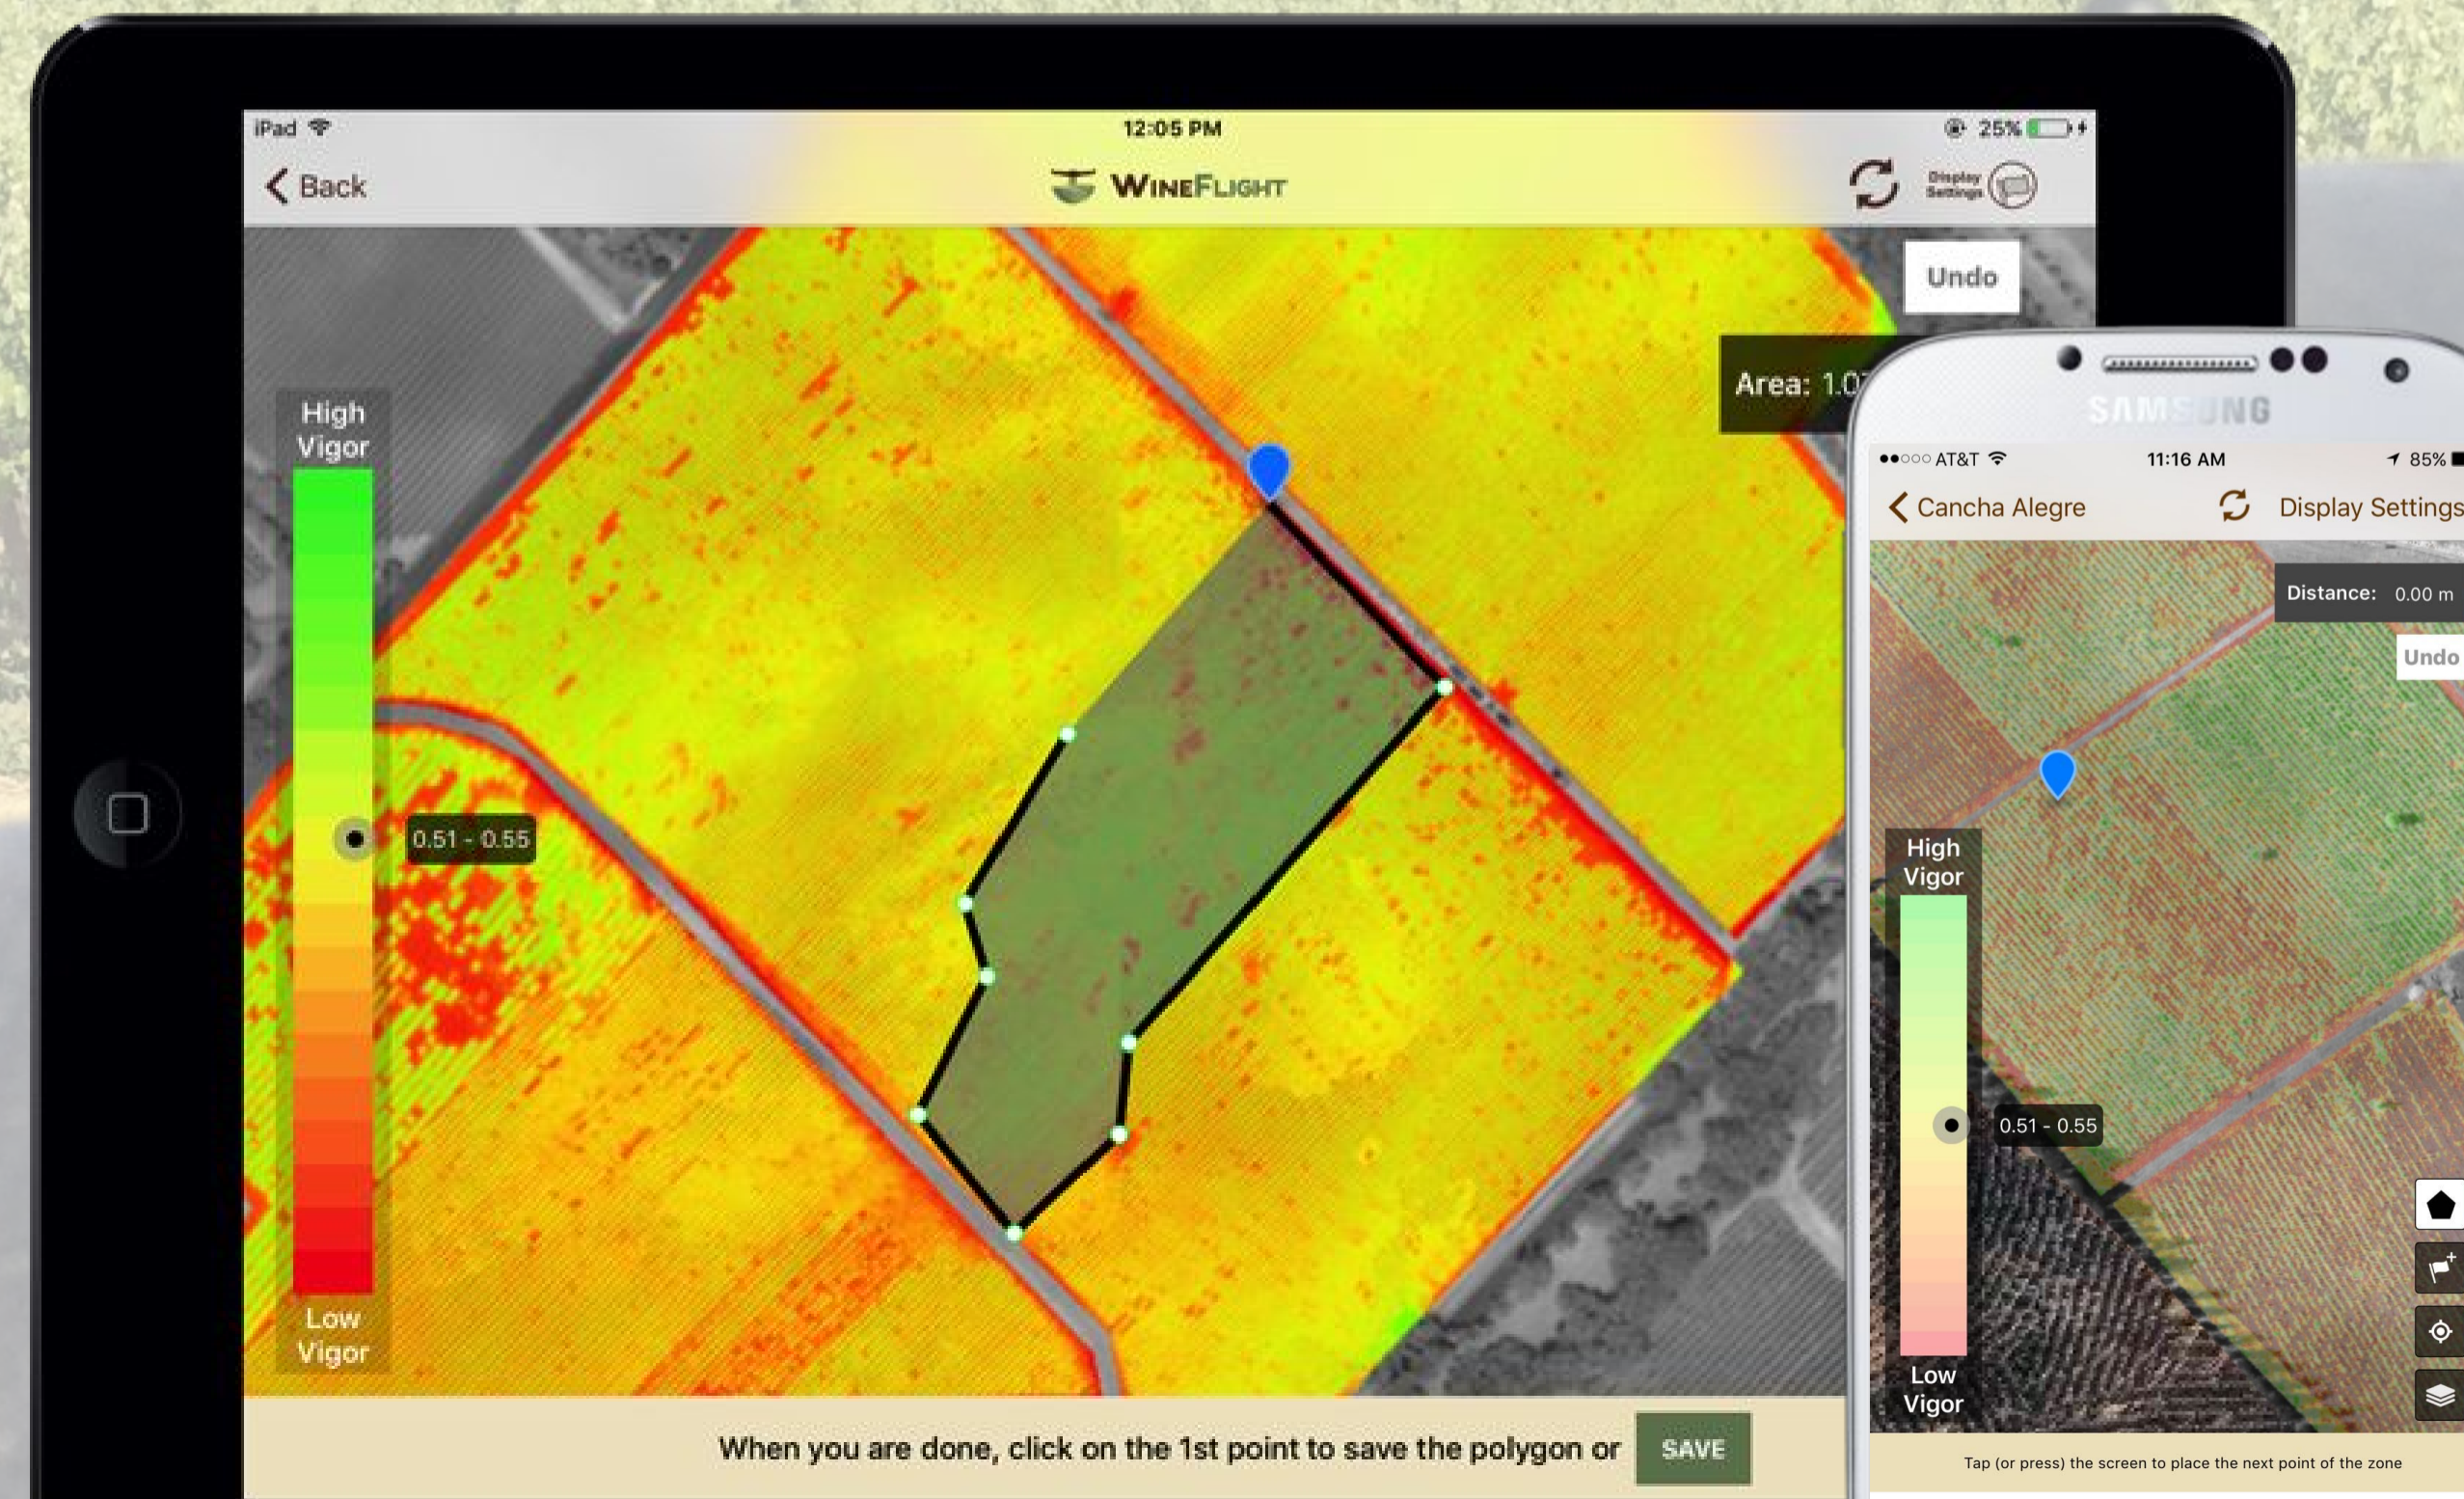 iPad
12:05 PM
25%
Back
WINEFLIGHT
Display
Settings
Undo
Area: 1.0
High
Vigor
0.51 - 0.55
Low
Vigor
When you are done, click on the 1st point to save the polygon or
SAVE
SAMSUNG
AT&T
11:16 AM
85%
Cancha Alegre
Display Settings
Distance: 0.00 m
Undo
High
Vigor
0.51 - 0.55
Low
Vigor
Tap (or press) the screen to place the next point of the zone